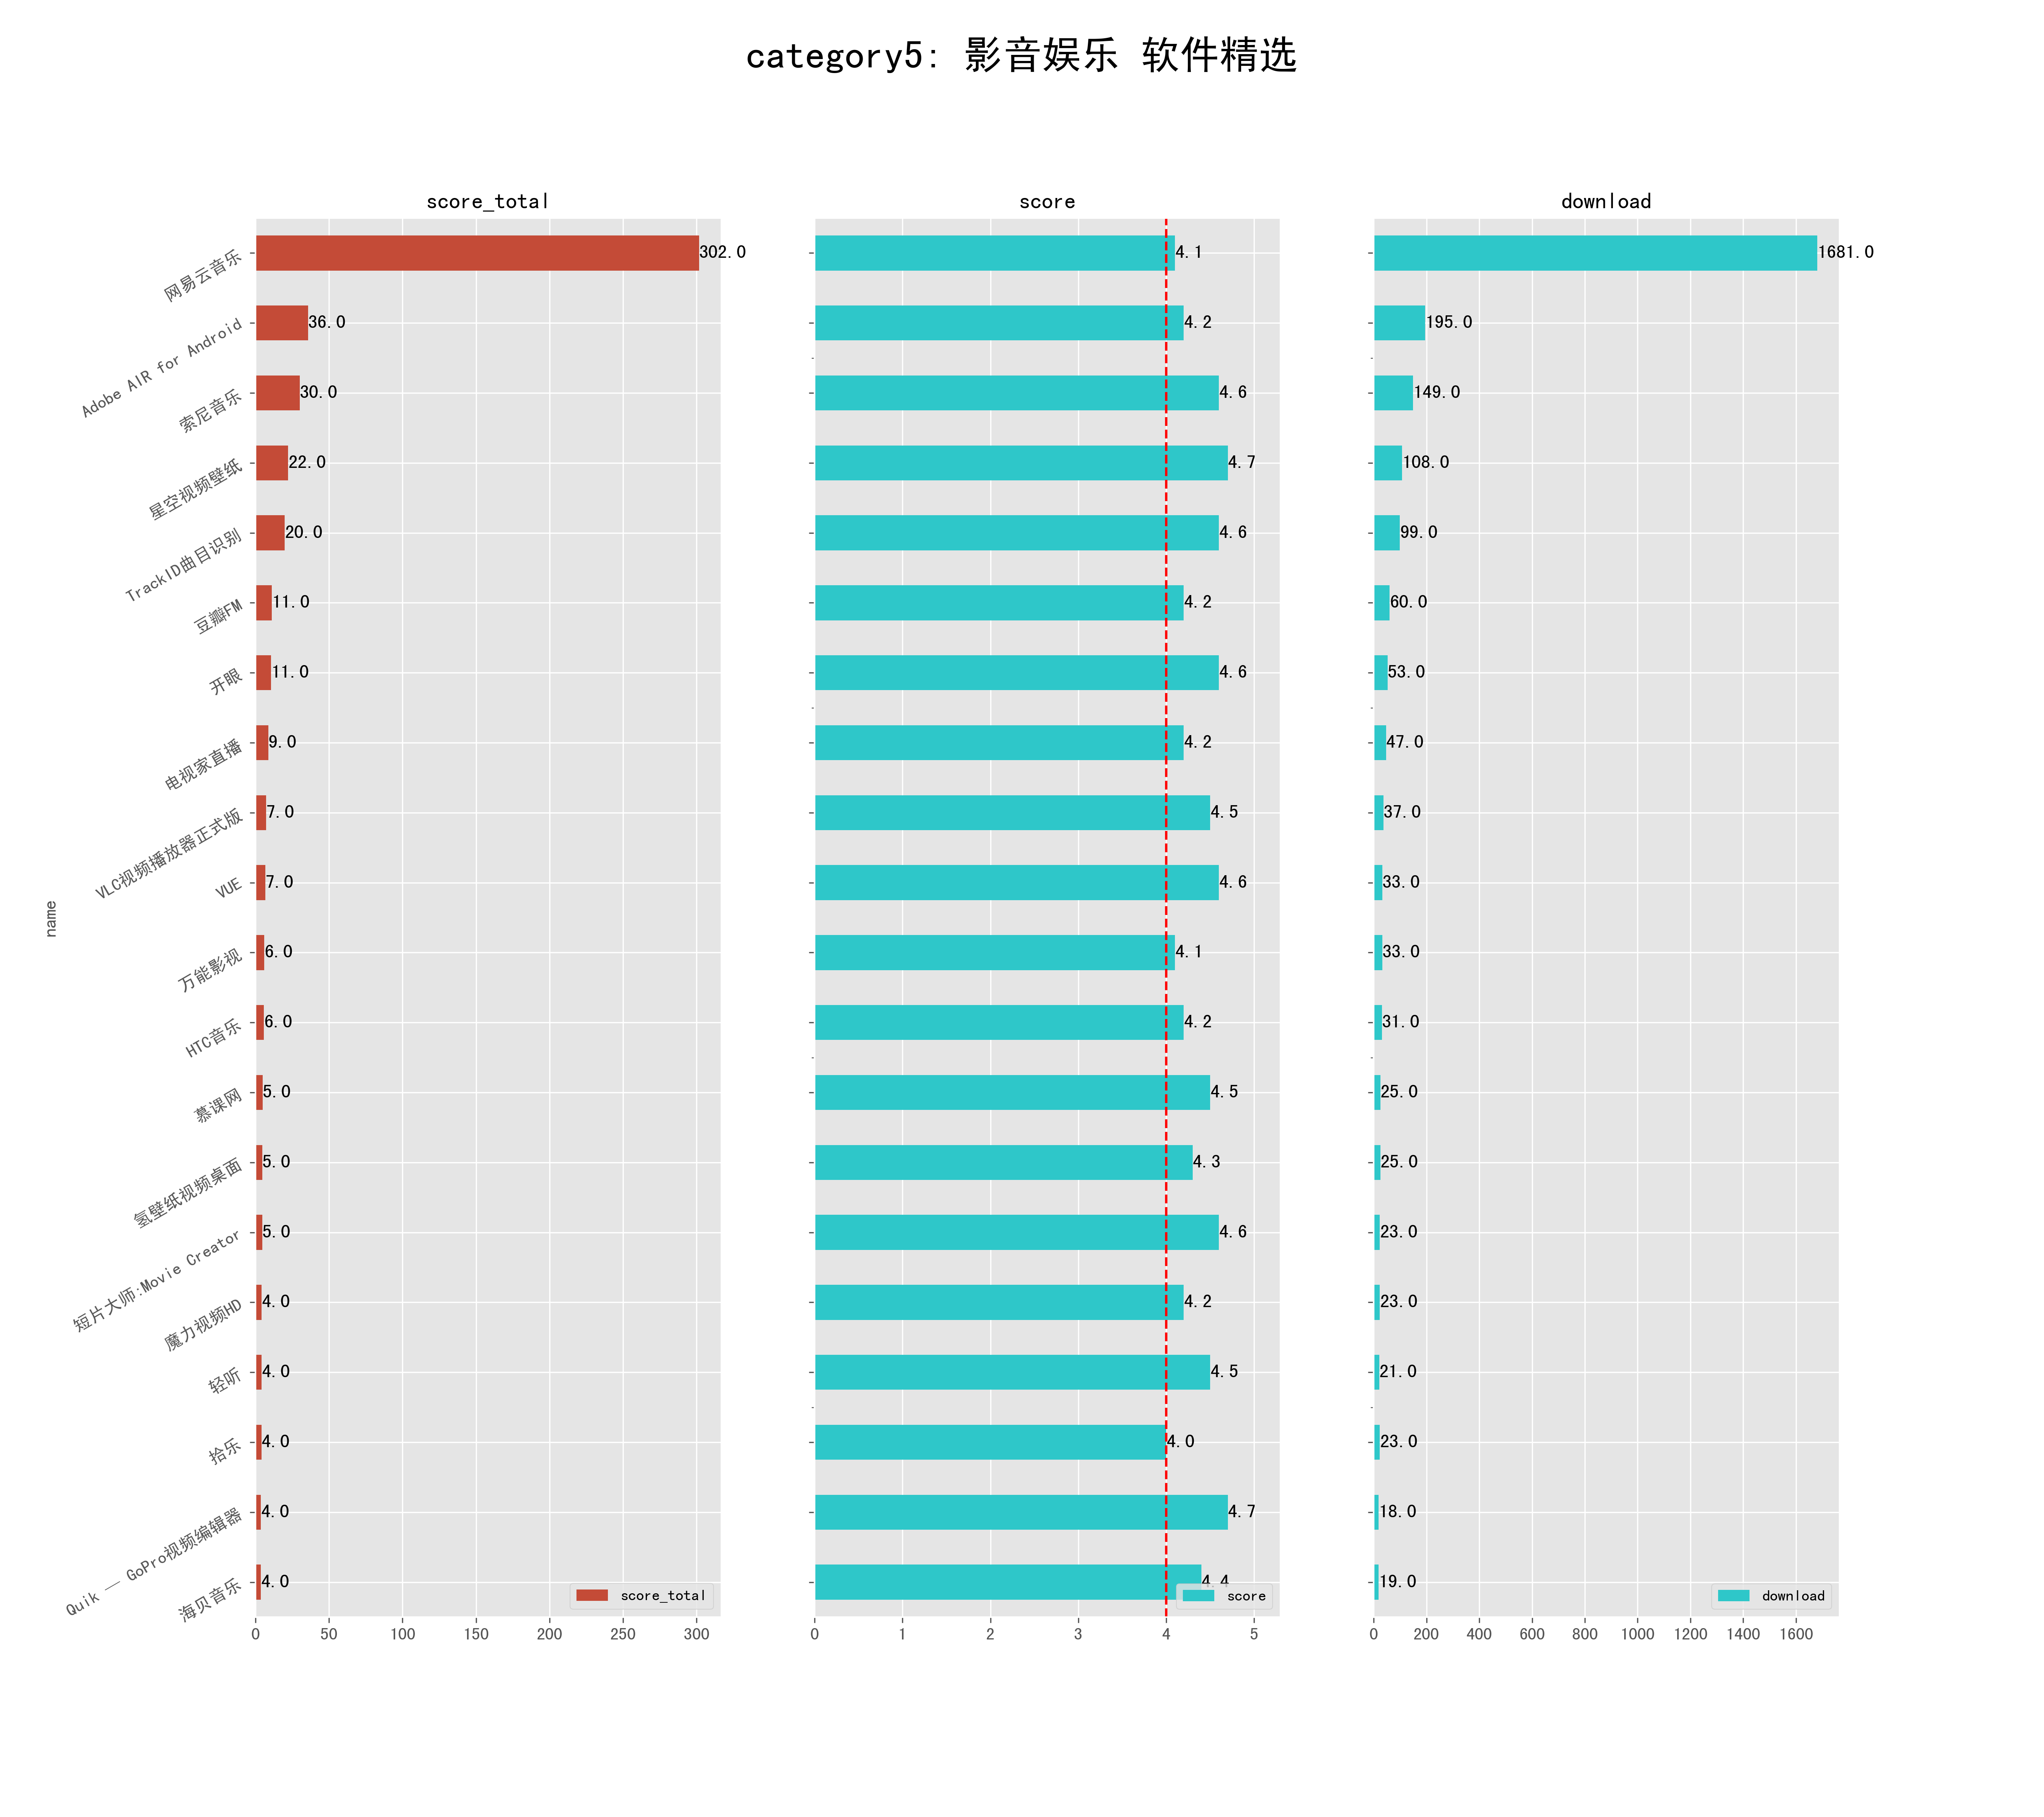 category5: 影音娱乐 软件精选
score_total
score
download
name
网易云音乐
302.0
4.1
1681.0
Adobe AIR for Android
36.0
4.2
195.0
索尼音乐
30.0
4.6
149.0
星空视频壁纸
22.0
4.7
108.0
TrackID曲目识别
20.0
4.6
99.0
豆瓣FM
11.0
4.2
60.0
开眼
11.0
4.6
53.0
电视家直播
9.0
4.2
47.0
VLC视频播放器正式版
7.0
4.5
37.0
VUE
7.0
4.6
33.0
万能影视
6.0
4.1
33.0
HTC音乐
6.0
4.2
31.0
慕课网
5.0
4.5
25.0
氢壁纸视频桌面
5.0
4.3
25.0
短片大师:Movie Creator
5.0
4.6
23.0
魔力视频HD
4.0
4.2
23.0
轻听
4.0
4.5
21.0
拾乐
4.0
4.0
23.0
Quik — GoPro视频编辑器
4.0
4.7
18.0
海贝音乐
4.0
4.4
19.0
score_total
score
download
0 50 100 150 200 250 300
0 1 2 3 4 5
0 200 400 600 800 1000 1200 1400 1600